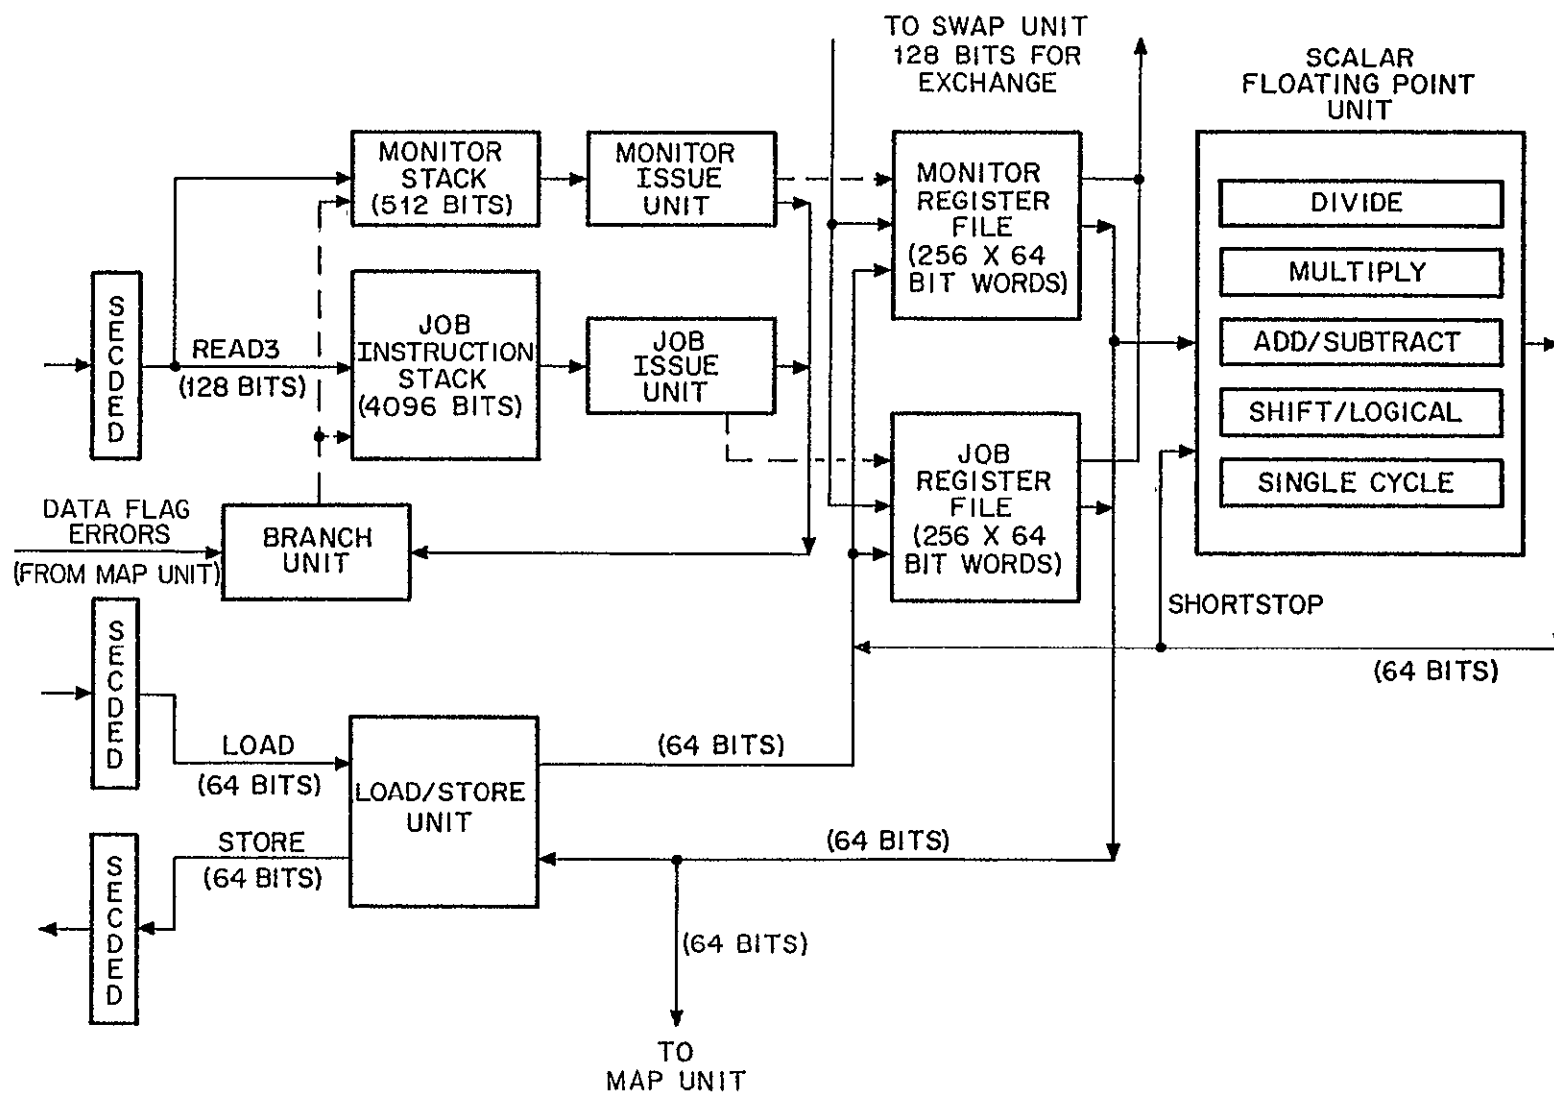 TO SWAP UNIT
128 BITS FOR
EXCHANGE
SCALAR
FLOATING POINT
UNIT
MONITOR
STACK
(512 BITS)
MONITOR
ISSUE
UNIT
MONITOR
REGISTER
FILE
(256 X 64
BIT WORDS)
DIVIDE
MULTIPLY
ADD/SUBTRACT
SHIFT/LOGICAL
SINGLE CYCLE
SECDED
READ3
(128 BITS)
JOB
INSTRUCTION
STACK
(4096 BITS)
JOB
ISSUE
UNIT
JOB
REGISTER
FILE
(256 X 64
BIT WORDS)
DATA FLAG
ERRORS
(FROM MAP UNIT)
BRANCH
UNIT
SHORTSTOP
(64 BITS)
SECDED
LOAD
(64 BITS)
LOAD/STORE
UNIT
(64 BITS)
(64 BITS)
STORE
(64 BITS)
SECDED
(64 BITS)
TO
MAP UNIT